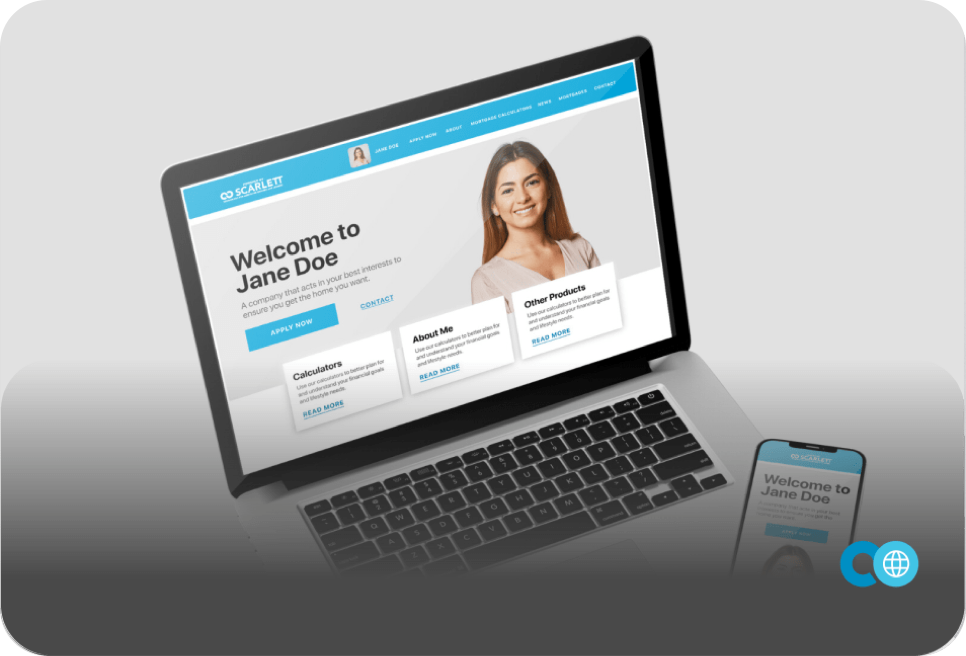 SCARLETT
JANE DOE
APPLY NOW
ABOUT
MORTGAGE CALCULATORS
NEWS
MORTGAGES
CONTACT
Welcome to
Jane Doe
A company that acts in your best interests to
ensure you get the home you want.
APPLY NOW
CONTACT
Calculators
Use our calculators to better plan for
and understand your financial goals
and lifestyle needs.
READ MORE
About Me
Use our calculators to better plan for
and understand your financial goals
and lifestyle needs.
READ MORE
Other Products
Use our calculators to better plan for
and understand your financial goals
and lifestyle needs.
READ MORE
SCARLETT
Welcome to
Jane Doe
APPLY NOW